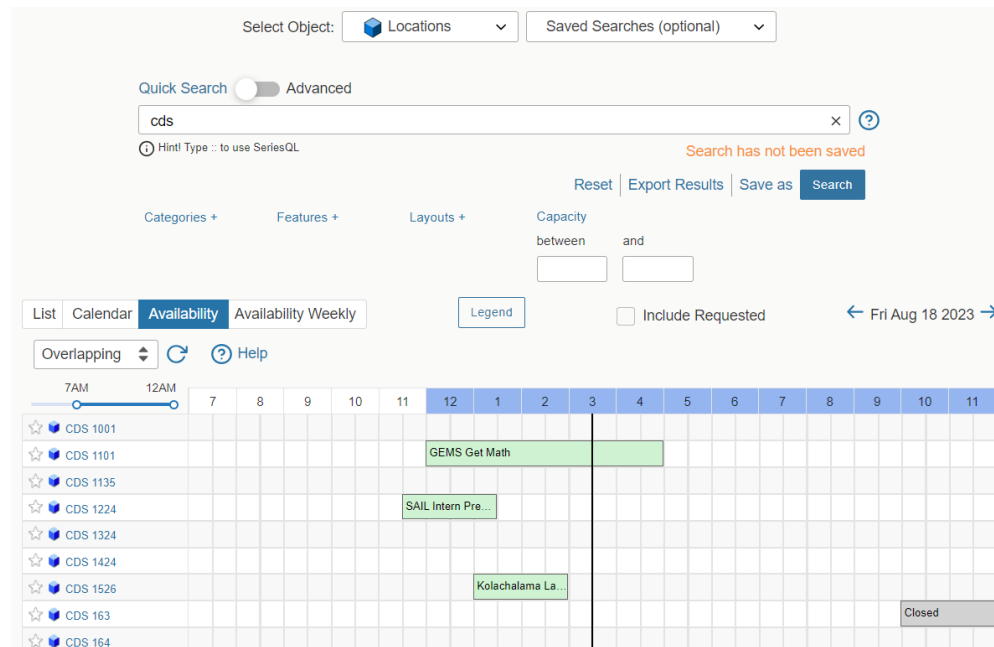 Select Object: Locations Saved Searches (optional)
Quick Search Advanced
cds
Hint! Type :: to use SeriesQL
Search has not been saved
Reset Export Results Save as Search
Categories + Features + Layouts + Capacity
between and
List Calendar Availability Availability Weekly Legend Include Requested Fri Aug 18 2023
Overlapping Help
7AM 12AM
7 8 9 10 11 12 1 2 3 4 5 6 7 8 9 10 11
CDS 1001
CDS 1101 GEMS Get Math
CDS 1135
CDS 1224 SAIL Intern Pre...
CDS 1324
CDS 1424
CDS 1526 Kolachalama La...
CDS 163 Closed
CDS 164